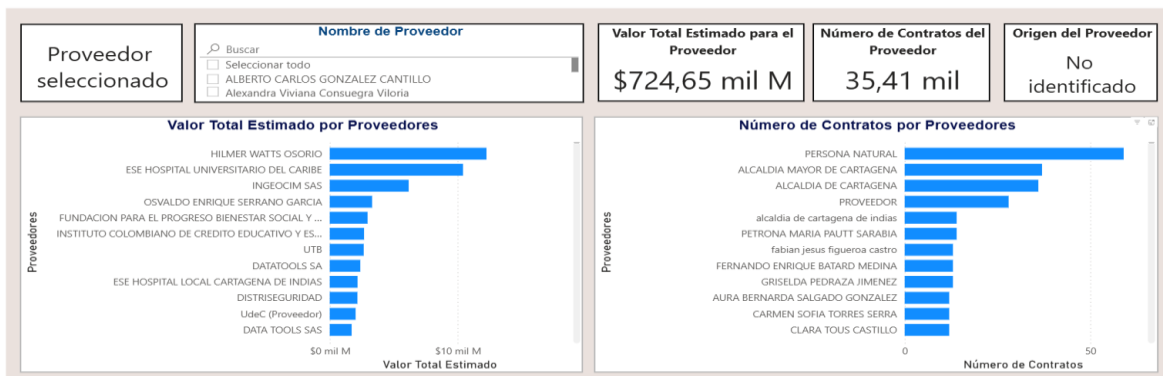 Proveedor
seleccionado
Nombre de Proveedor
Buscar
Seleccionar todo
ALBERTO CARLOS GONZALEZ CANTILLO
Alexandra Viviana Consuegra Viloria
Valor Total Estimado para el
Proveedor
$724,65 mil M
Número de Contratos del
Proveedor
35,41 mil
Origen del Proveedor
No
identificado
Valor Total Estimado por Proveedores
Proveedores
HILMER WATTS OSORIO
ESE HOSPITAL UNIVERSITARIO DEL CARIBE
INGEOCIM SAS
OSVALDO ENRIQUE SERRANO GARCIA
FUNDACION PARA EL PROGRESO BIENESTAR SOCIAL Y ...
INSTITUTO COLOMBIANO DE CREDITO EDUCATIVO Y ES...
UTB
DATATOOLS SA
ESE HOSPITAL LOCAL CARTAGENA DE INDIAS
DISTRISEGURIDAD
UdeC (Proveedor)
DATA TOOLS SAS
$0 mil M $10 mil M
Valor Total Estimado
Número de Contratos por Proveedores
Proveedores
PERSONA NATURAL
ALCALDIA MAYOR DE CARTAGENA
ALCALDIA DE CARTAGENA
PROVEEDOR
alcaldia de cartagena de indias
PETRONA MARIA PAUTT SARABIA
fabian jesus figueroa castro
FERNANDO ENRIQUE BATARD MEDINA
GRISELDA PEDRAZA JIMENEZ
AURA BERNARDA SALGADO GONZALEZ
CARMEN SOFIA TORRES SERRA
CLARA TOUS CASTILLO
0 50
Número de Contratos